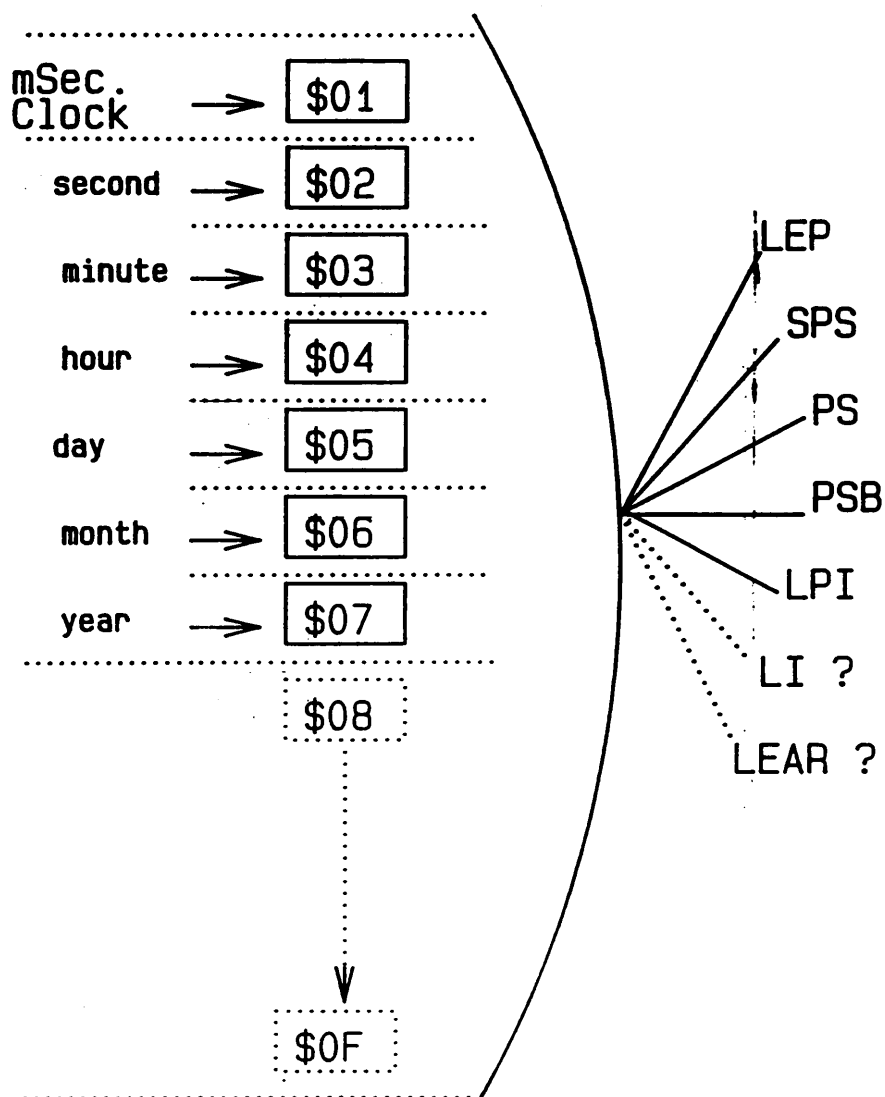 mSec.
Clock
$01
second
$02
minute
$03
hour
$04
day
$05
month
$06
year
$07
$08
$0F
LEP
SPS
PS
PSB
LPI
LI ?
LEAR ?